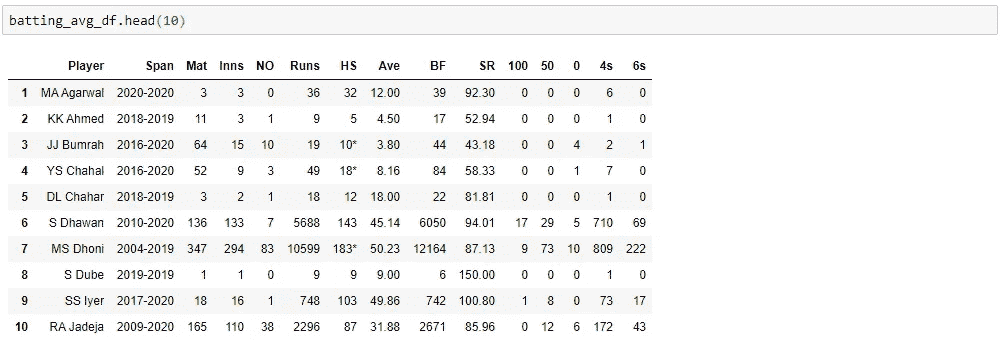 batting_avg_df.head(10)
Player Span Mat Inns NO Runs HS Ave BF SR 100 50 0 4s 6s
1 MA Agarwal 2020-2020 3 3 0 36 32 12.00 39 92.30 0 0 0 6 0
2 KK Ahmed 2018-2019 11 3 1 9 5 4.50 17 52.94 0 0 0 1 0
3 JJ Bumrah 2016-2020 64 15 10 19 10* 3.80 44 43.18 0 0 4 2 1
4 YS Chahal 2016-2020 52 9 3 49 18* 8.16 84 58.33 0 0 1 7 0
5 DL Chahar 2018-2019 3 2 1 18 12 18.00 22 81.81 0 0 0 1 0
6 S Dhawan 2010-2020 136 133 7 5688 143 45.14 6050 94.01 17 29 5 710 69
7 MS Dhoni 2004-2019 347 294 83 10599 183* 50.23 12164 87.13 9 73 10 809 222
8 S Dube 2019-2019 1 1 0 9 9 9.00 6 150.00 0 0 0 1 0
9 SS Iyer 2017-2020 18 16 1 748 103 49.86 742 100.80 1 8 0 73 17
10 RA Jadeja 2009-2020 165 110 38 2296 87 31.88 2671 85.96 0 12 6 172 43